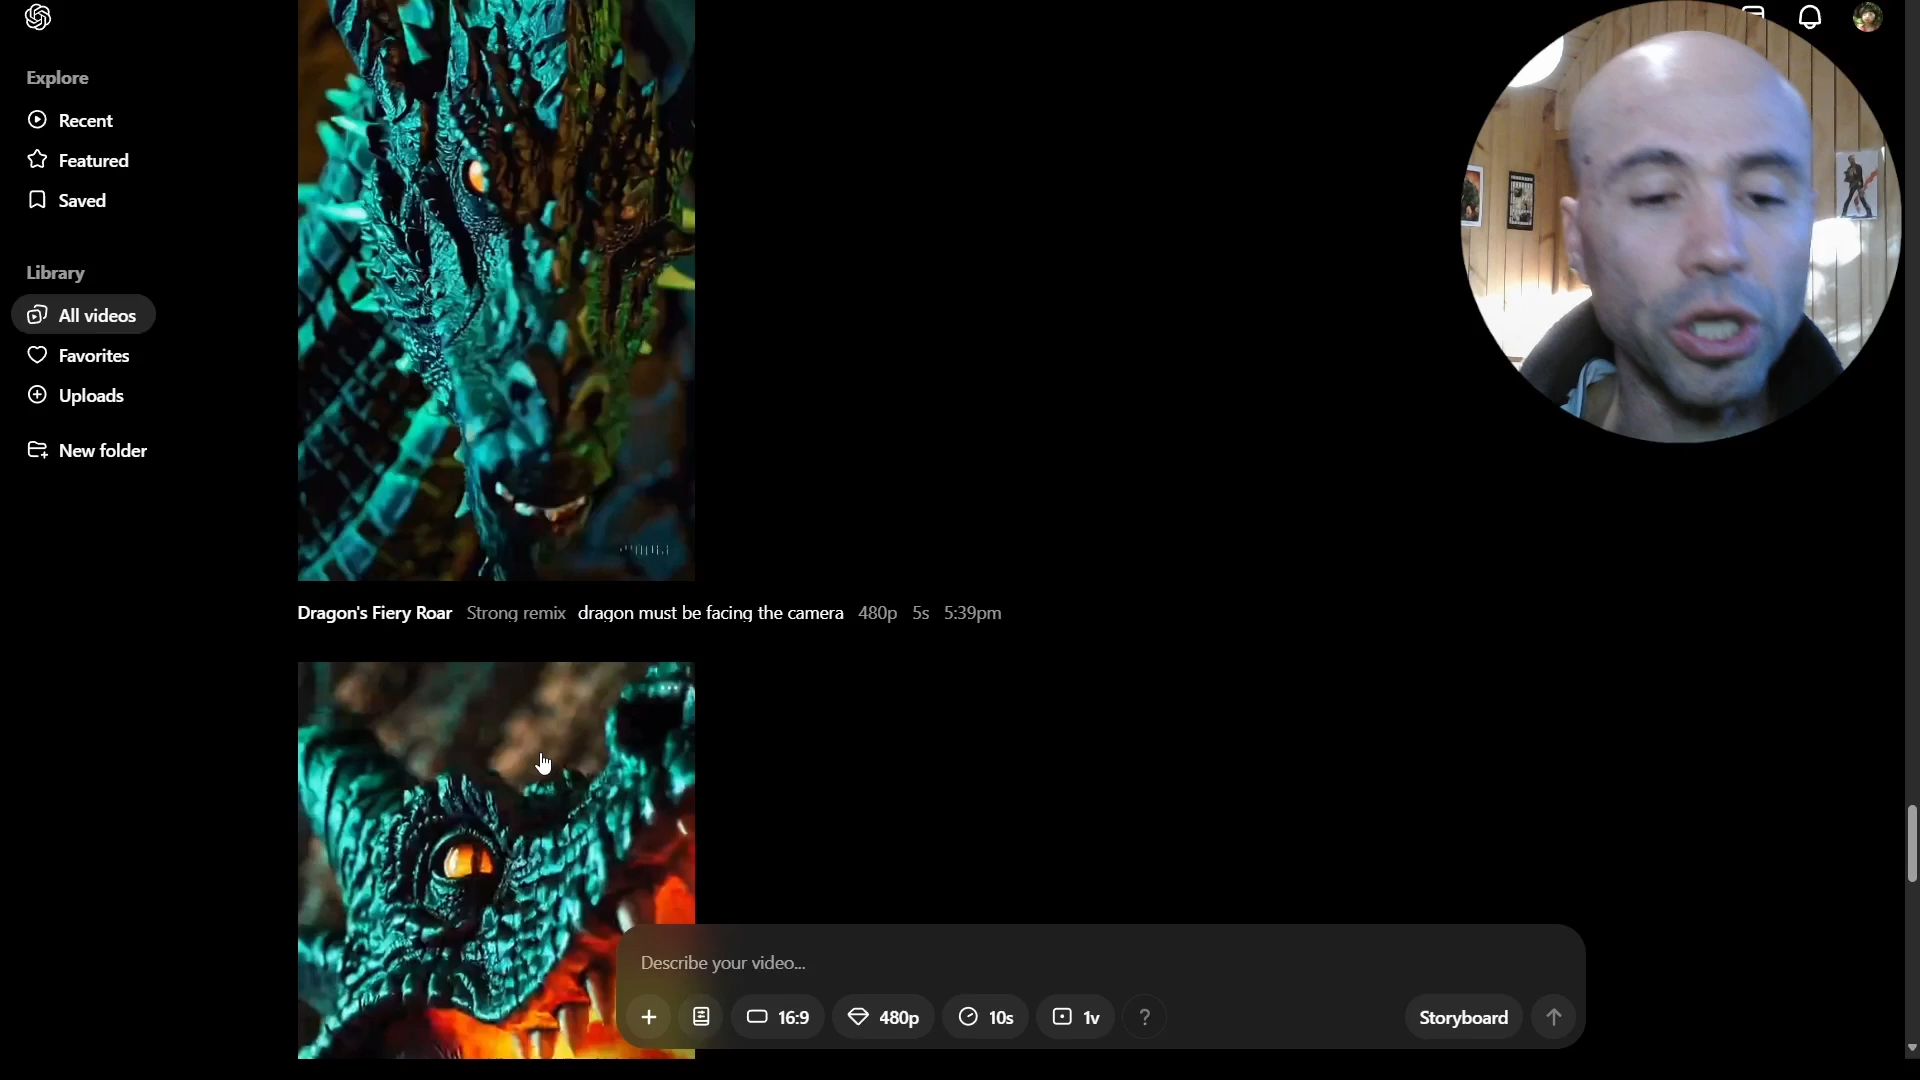 Explore
Recent
Featured
Saved
Library
All videos
Favorites
Uploads
New folder
Dragon's Fiery Roar Strong remix dragon must be facing the camera 480p 5s 5:39pm
Describe your video...
+ 16:9 480p 10s 1v ? Storyboard